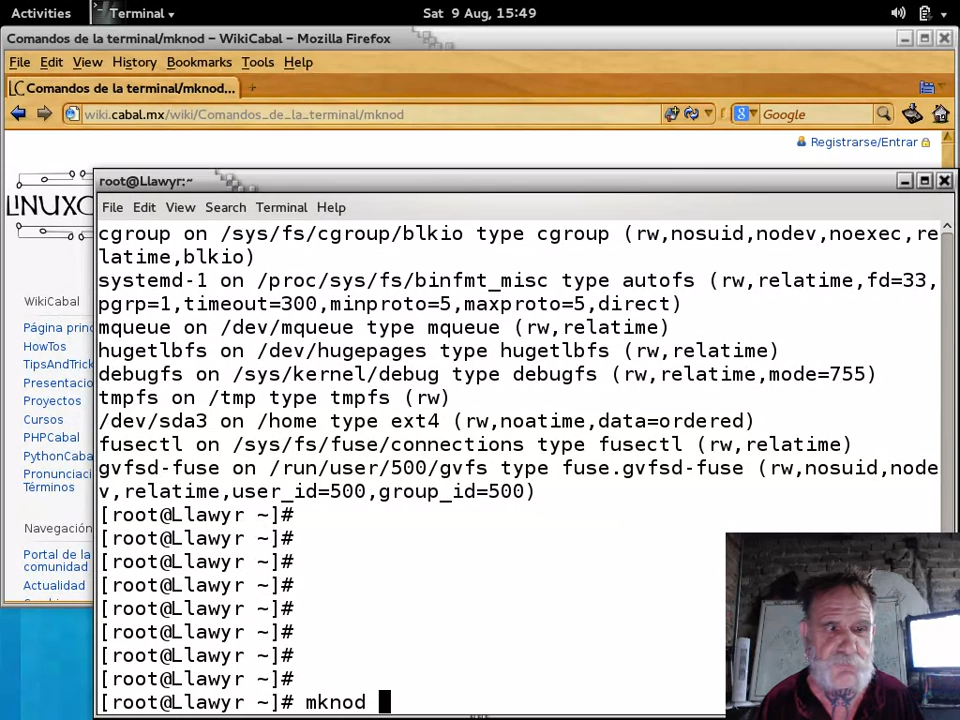 Activities Terminal Sat 9 Aug, 15:49
Comandos de la terminal/mknod – WikiCabal – Mozilla Firefox
File Edit View History Bookmarks Tools Help
Comandos de la terminal/mknod...
wiki.cabal.mx/wiki/Comandos_de_la_terminal/mknod Google
Registrarse/Entrar
root@Llawyr:~
File Edit View Search Terminal Help
cgroup on /sys/fs/cgroup/blkio type cgroup (rw,nosuid,nodev,noexec,re
latime,blkio)
systemd-1 on /proc/sys/fs/binfmt_misc type autofs (rw,relatime,fd=33,
pgrp=1,timeout=300,minproto=5,maxproto=5,direct)
mqueue on /dev/mqueue type mqueue (rw,relatime)
hugetlbfs on /dev/hugepages type hugetlbfs (rw,relatime)
debugfs on /sys/kernel/debug type debugfs (rw,relatime,mode=755)
tmpfs on /tmp type tmpfs (rw)
/dev/sda3 on /home type ext4 (rw,noatime,data=ordered)
fusectl on /sys/fs/fuse/connections type fusectl (rw,relatime)
gvfsd-fuse on /run/user/500/gvfs type fuse.gvfsd-fuse (rw,nosuid,node
v,relatime,user_id=500,group_id=500)
[root@Llawyr ~]#
[root@Llawyr ~]#
[root@Llawyr ~]#
[root@Llawyr ~]#
[root@Llawyr ~]#
[root@Llawyr ~]#
[root@Llawyr ~]#
[root@Llawyr ~]#
[root@Llawyr ~]# mknod
LINUXC
WikiCabal
Página princ
HowTos
TipsAndTrick
Presentacio
Proyectos
Cursos
PHPCabal
PythonCaba
Pronunciaci
Términos
Navegación
Portal de la
comunidad
Actualidad